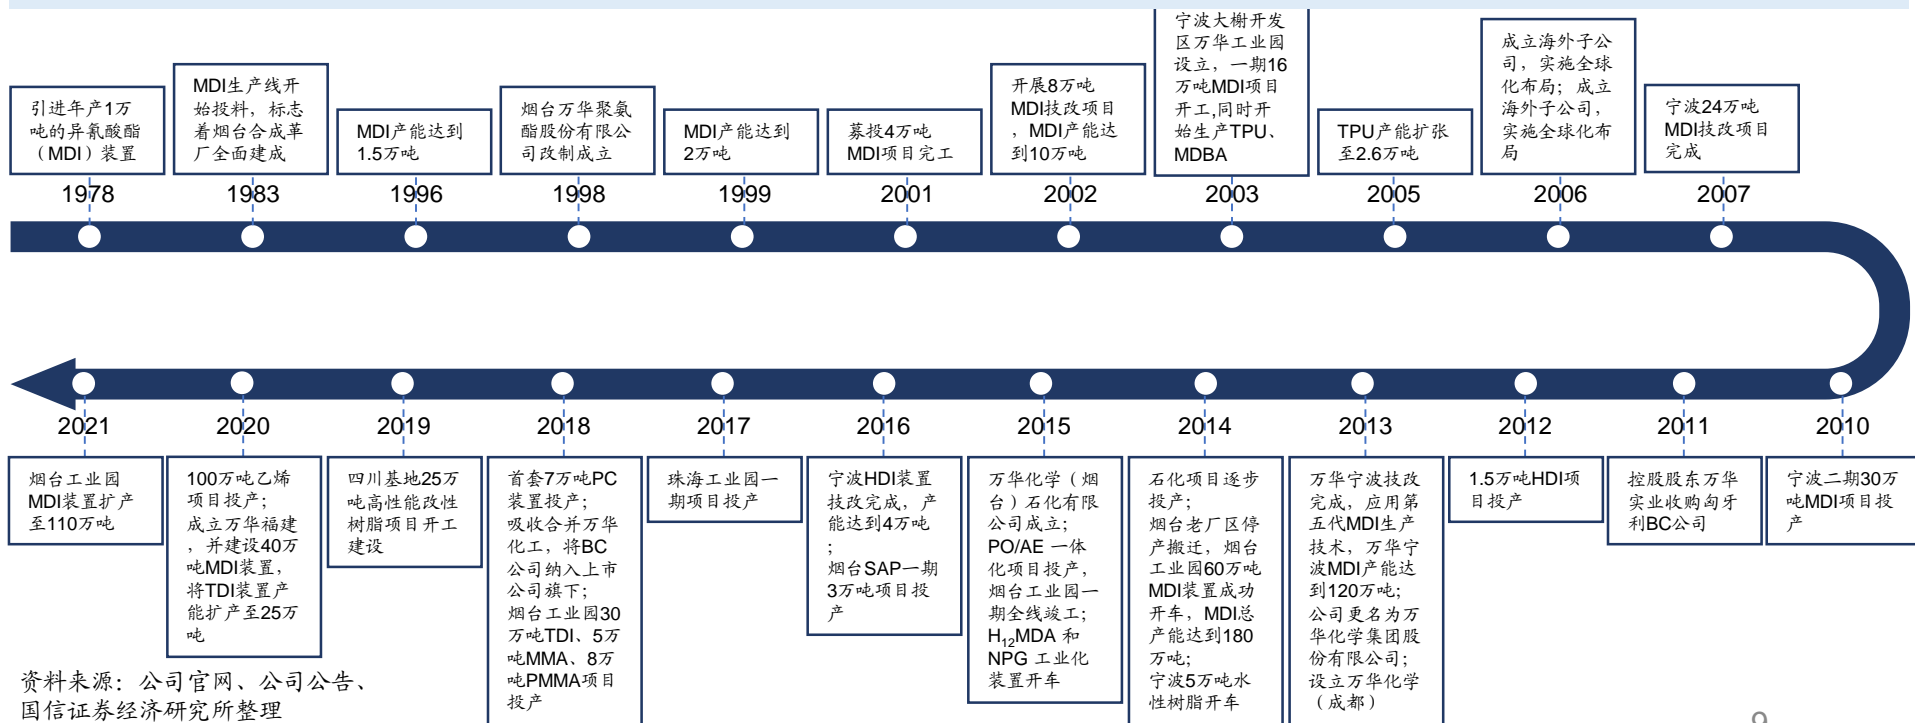 引进年产1万
吨的异氰酸酯
（MDI）装置
1978
MDI生产线开
始投料，标志
着烟台合成革
厂全面建成
1983
MDI产能达到
1.5万吨
1996
烟台万华聚氨
酯股份有限公
司改制成立
1998
MDI产能达到
2万吨
1999
募投4万吨
MDI项目完工
2001
开展8万吨
MDI技改项目
，MDI产能达
到10万吨
2002
宁波大榭开发
区万华工业园
设立，一期16
万吨MDI项目
开工,同时开
始生产TPU、
MDBA
2003
TPU产能扩张
至2.6万吨
2005
成立海外子公
司，实施全球
化布局；成立
海外子公司，
实施全球化布
局
2006
宁波24万吨
MDI技改项目
完成
2007
2021
烟台工业园
MDI装置扩产
至110万吨
2020
100万吨乙烯
项目投产；
成立万华福建
，并建设40万
吨MDI装置，
将TDI装置产
能扩产至25万
吨
2019
四川基地25万
吨高性能改性
树脂项目开工
建设
2018
首套7万吨PC
装置投产；
吸收合并万华
化工，将BC
公司纳入上市
公司旗下；
烟台工业园30
万吨TDI、5万
吨MMA、8万
吨PMMA项目
投产
2017
珠海工业园一
期项目投产
2016
宁波HDI装置
技改完成，产
能达到4万吨
；
烟台SAP一期
3万吨项目投
产
2015
万华化学（烟
台）石化有限
公司成立；
PO/AE 一体
化项目投产，
烟台工业园一
期全线竣工；
H₁₂MDA 和
NPG 工业化
装置开车
2014
石化项目逐步
投产；
烟台老厂区停
产搬迁，烟台
工业园60万吨
MDI装置成功
开车，MDI总
产能达到180
万吨；
宁波5万吨水
性树脂开车
2013
万华宁波技改
完成，应用第
五代MDI生产
技术，万华宁
波MDI产能达
到120万吨；
公司更名为万
华化学集团股
份有限公司；
设立万华化学
（成都）
2012
1.5万吨HDI项
目投产
2011
控股股东万华
实业收购匈牙
利BC公司
2010
宁波二期30万
吨MDI项目投
产
资料来源：公司官网、公司公告、
国信证券经济研究所整理